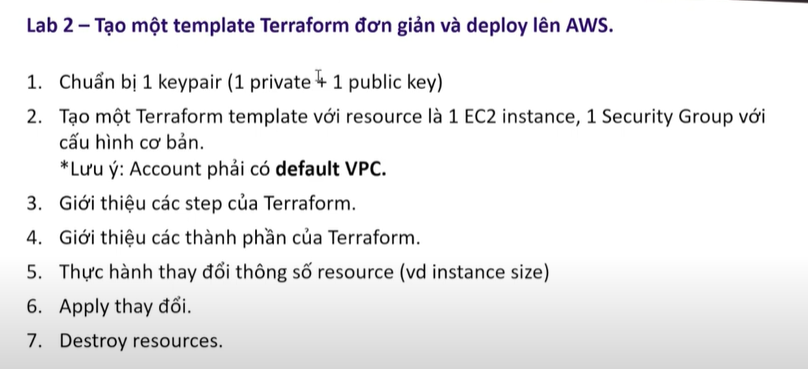 Lab 2 – Tạo một template Terraform đơn giản và deploy lên AWS.
1. Chuẩn bị 1 keypair (1 private + 1 public key)
2. Tạo một Terraform template với resource là 1 EC2 instance, 1 Security Group với
cấu hình cơ bản.
*Lưu ý: Account phải có default VPC.
3. Giới thiệu các step của Terraform.
4. Giới thiệu các thành phần của Terraform.
5. Thực hành thay đổi thông số resource (vd instance size)
6. Apply thay đổi.
7. Destroy resources.